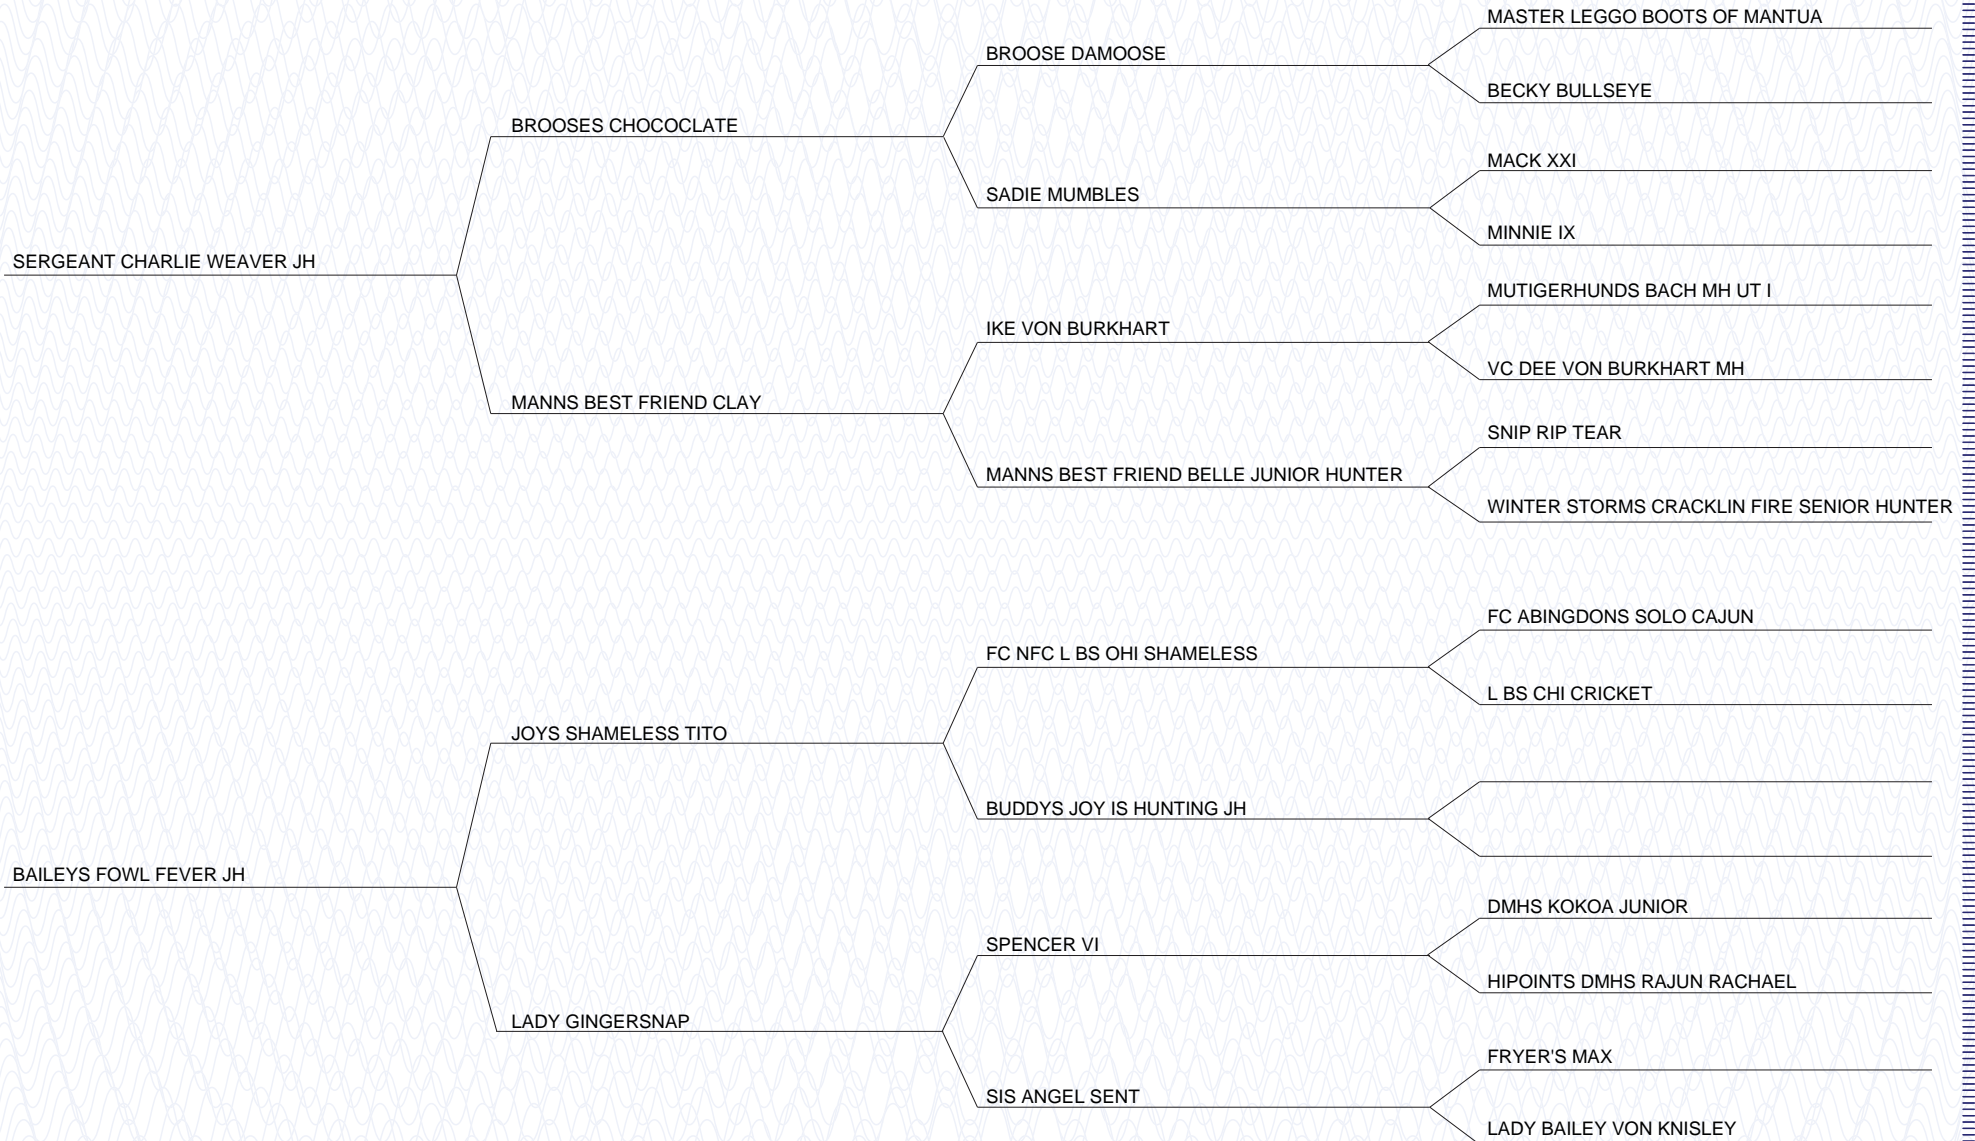 MASTER LEGGO BOOTS OF MANTUA
BROOSE DAMOOSE
BECKY BULLSEYE
BROOSES CHOCOCLATE
MACK XXI
SADIE MUMBLES
MINNIE IX
SERGEANT CHARLIE WEAVER JH
MUTIGERHUNDS BACH MH UT I
IKE VON BURKHART
VC DEE VON BURKHART MH
MANNS BEST FRIEND CLAY
SNIP RIP TEAR
MANNS BEST FRIEND BELLE JUNIOR HUNTER
WINTER STORMS CRACKLIN FIRE SENIOR HUNTER
FC ABINGDONS SOLO CAJUN
FC NFC L BS OHI SHAMELESS
L BS CHI CRICKET
JOYS SHAMELESS TITO
BUDDYS JOY IS HUNTING JH
BAILEYS FOWL FEVER JH
DMHS KOKOA JUNIOR
SPENCER VI
HIPOINTS DMHS RAJUN RACHAEL
LADY GINGERSNAP
FRYER'S MAX
SIS ANGEL SENT
LADY BAILEY VON KNISLEY